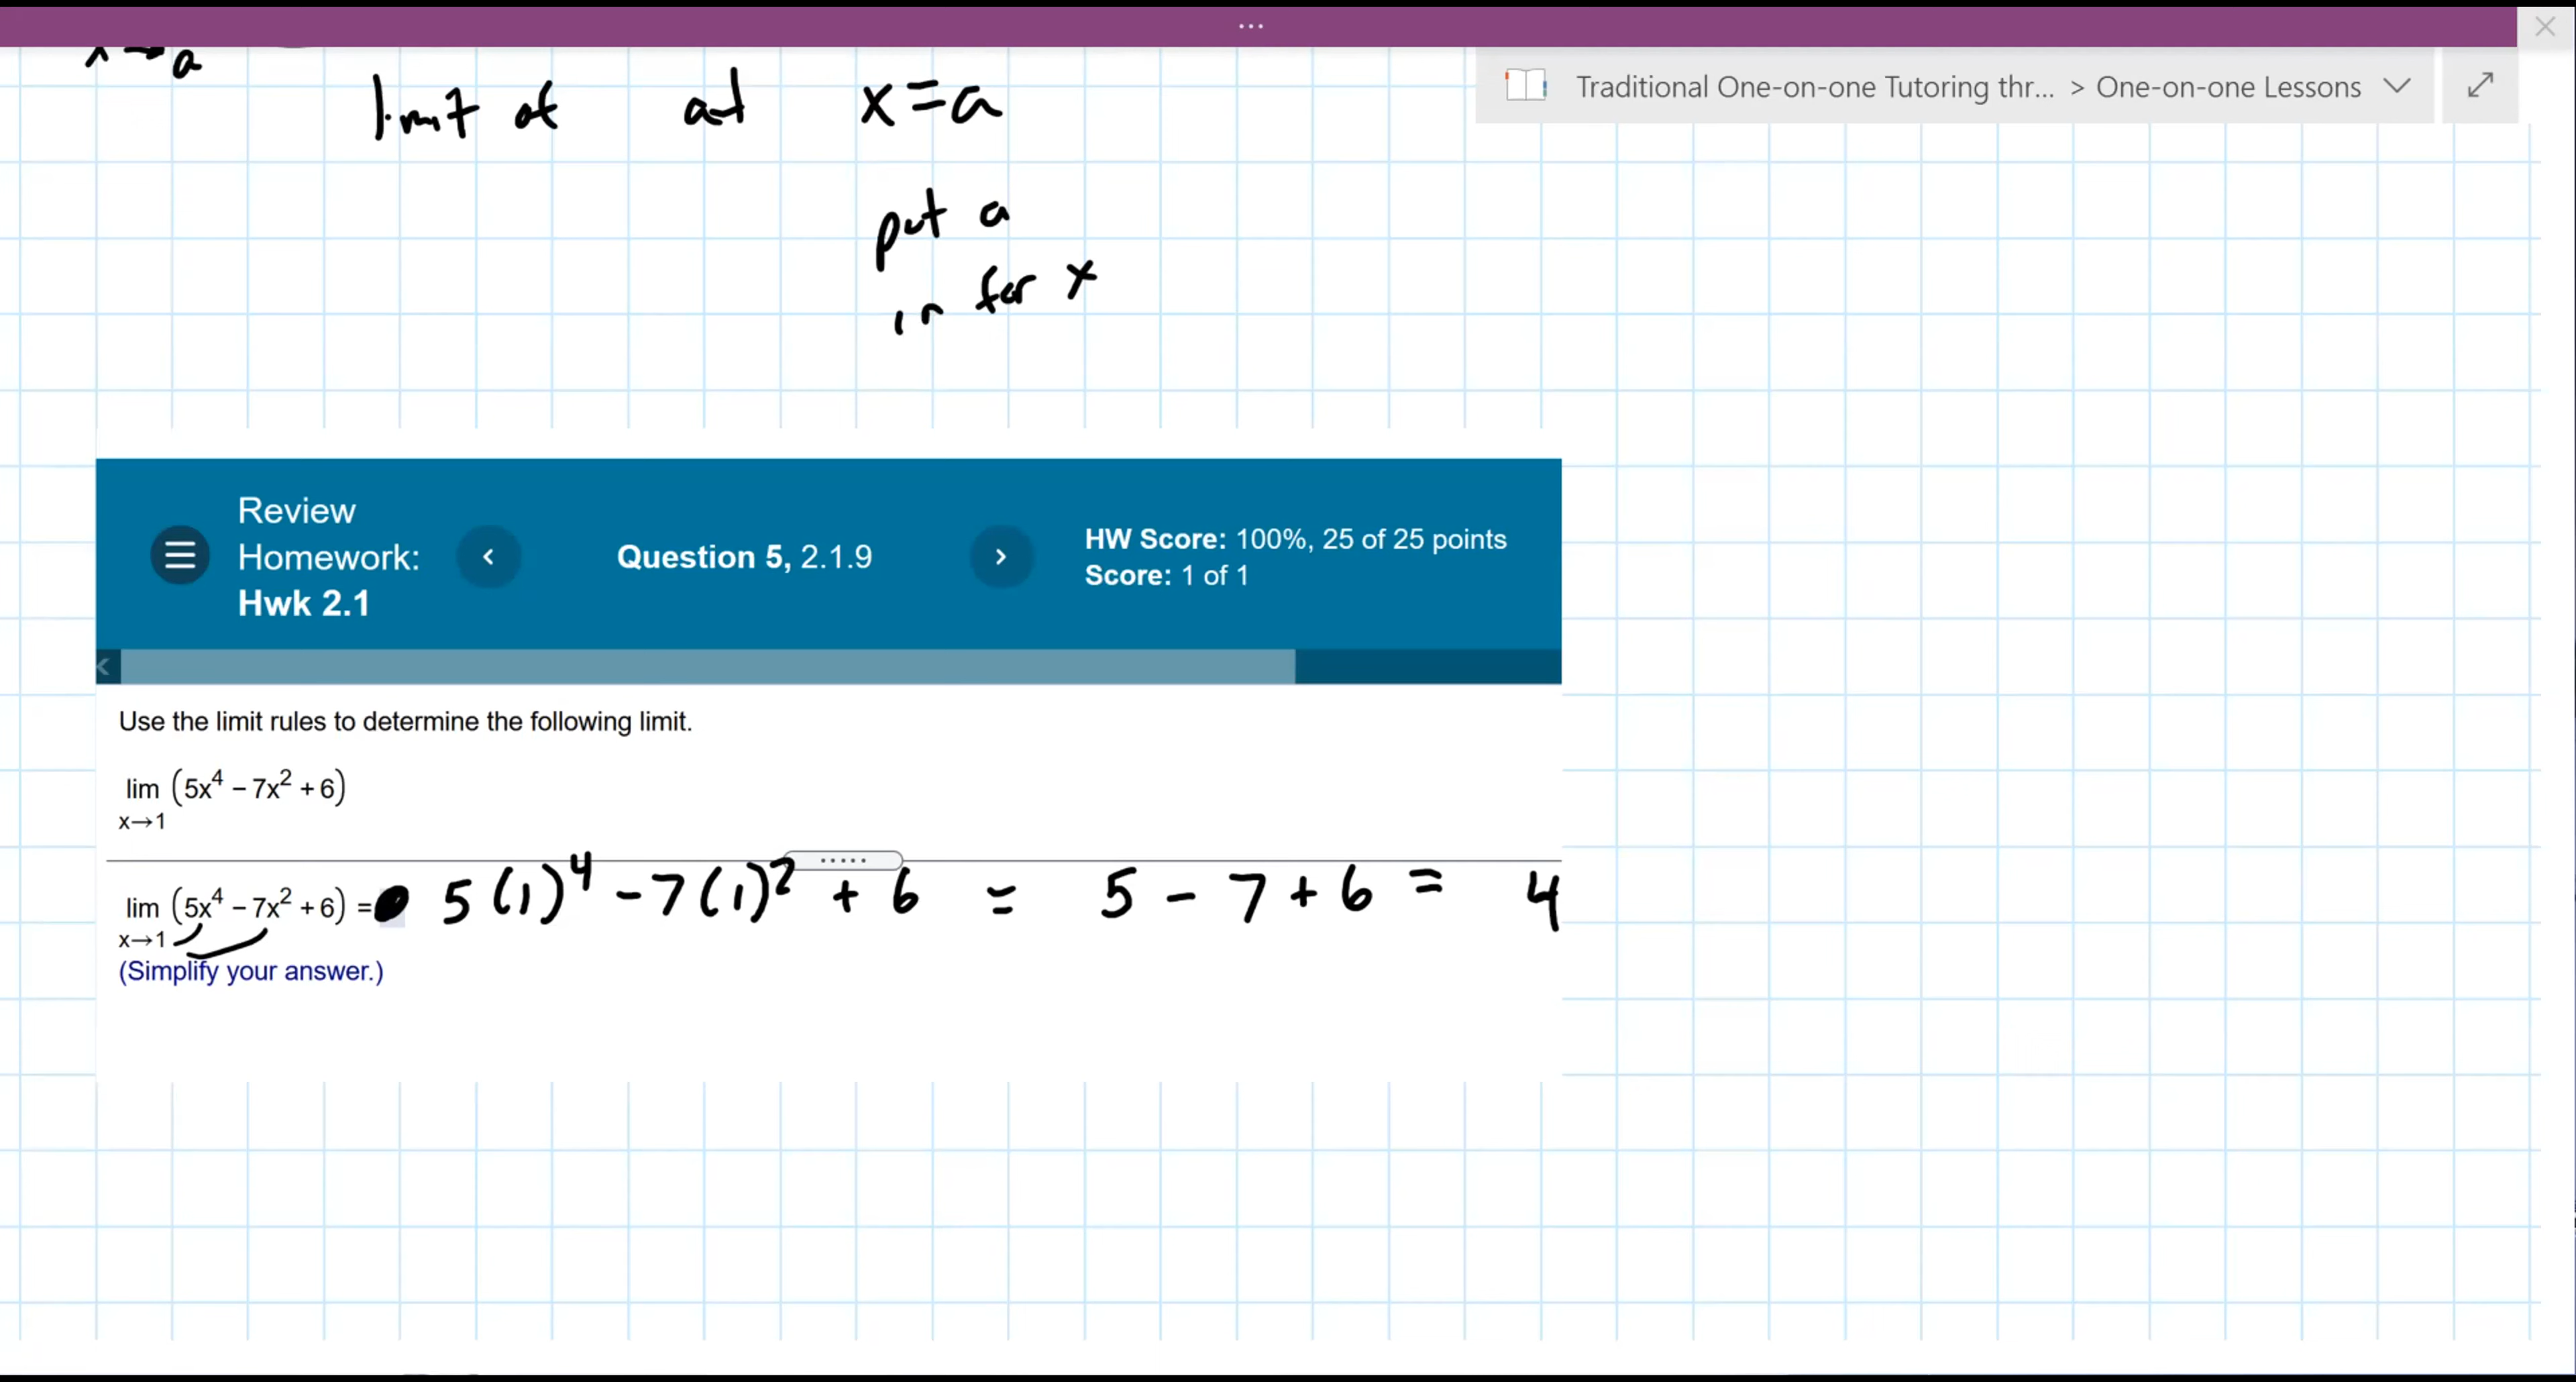 ...
x→a
limit of and x=a
Traditional One-on-one Tutoring thr... > One-on-one Lessons
put a
in for x
Review
Homework:
Hwk 2.1
Question 5, 2.1.9
HW Score: 100%, 25 of 25 points
Score: 1 of 1
Use the limit rules to determine the following limit.
lim (5x⁴ − 7x² + 6)
x→1
lim (5x⁴ − 7x² + 6) = 5(1)⁴ − 7(1)² + 6 = 5 − 7 + 6 = 4
x→1
(Simplify your answer.)